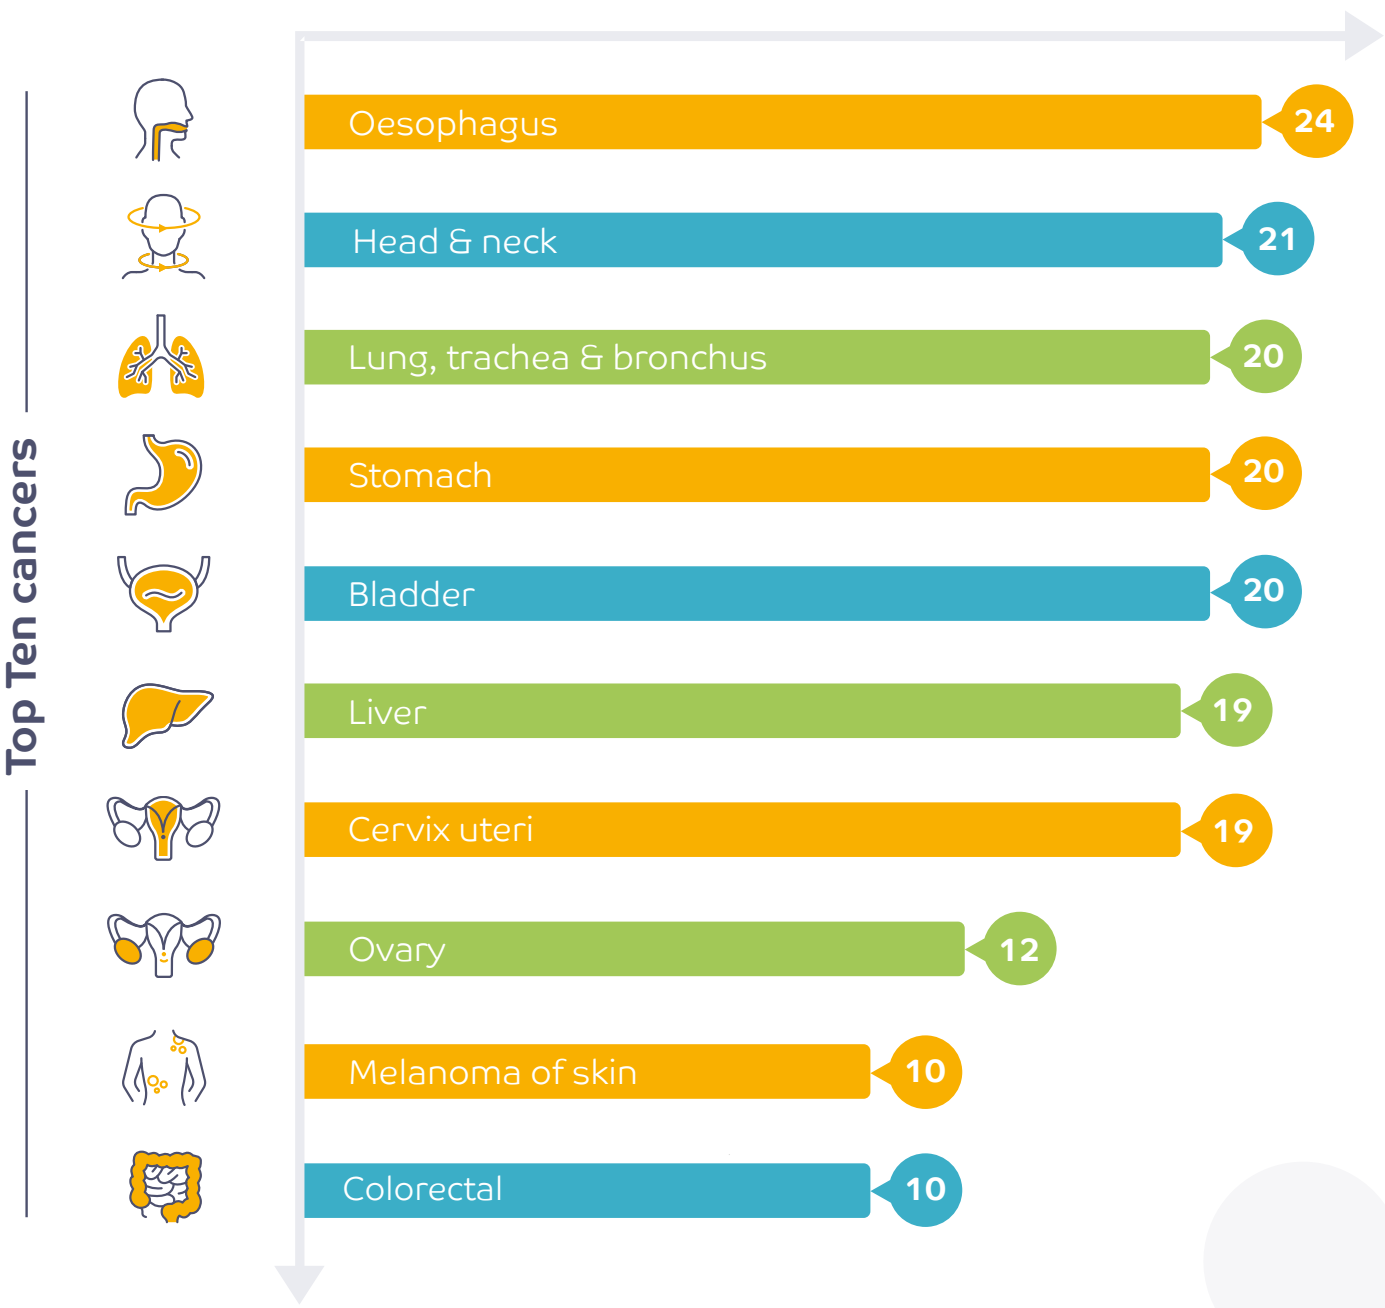 Top Ten cancers
Oesophagus 24
Head & neck 21
Lung, trachea & bronchus 20
Stomach 20
Bladder 20
Liver 19
Cervix uteri 19
Ovary 12
Melanoma of skin 10
Colorectal 10